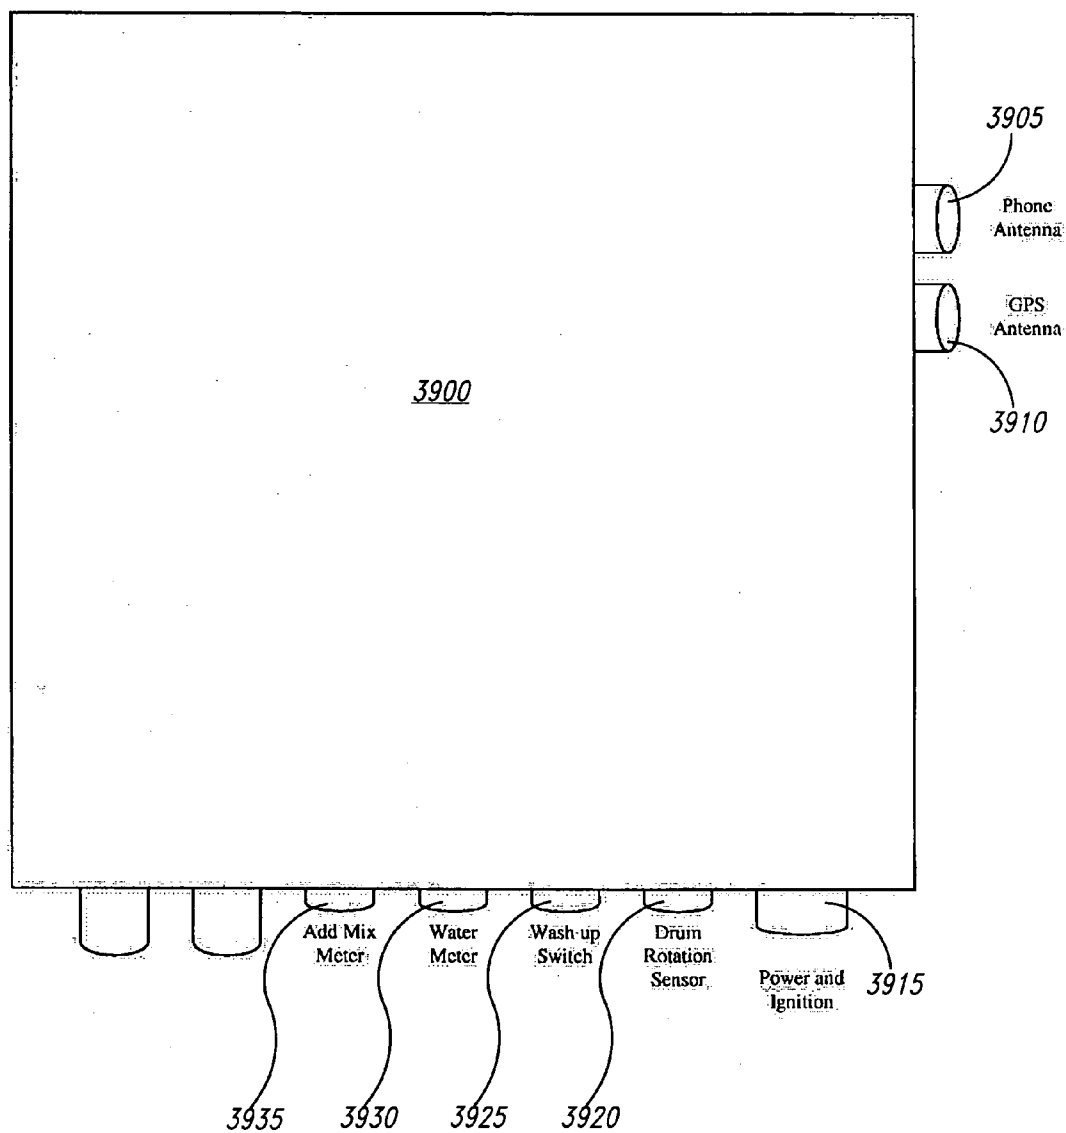 3905
Phone
Antenna
GPS
Antenna
3900
3910
Add Mix
Meter
Water
Meter
Wash-up
Switch
Drum
Rotation
Sensor
Power and
Ignition
3915
3935
3930
3925
3920